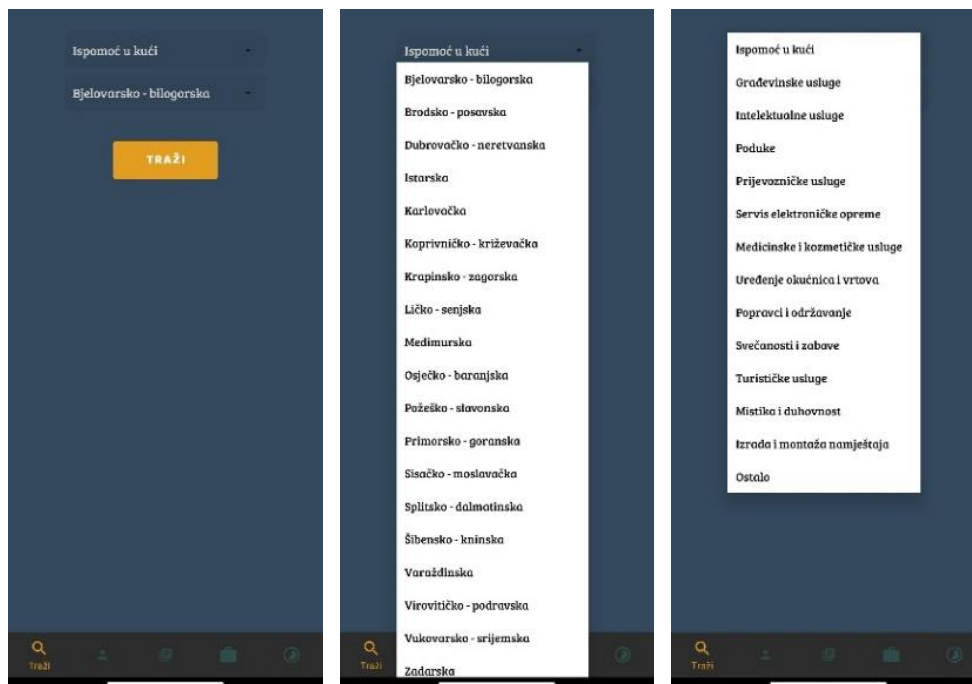 Ispomoć u kući
Bjelovarsko - bilogorska
TRAŽI
Traži
Ispomoć u kući
Bjelovarsko - bilogorska
Brodsko - posavska
Dubrovačko - neretvanska
Istarska
Karlovačka
Koprivničko - križevačka
Krapinsko - zagorska
Ličko - senjska
Međimurska
Osječko - baranjska
Požeško - slavonska
Primorsko - goranska
Sisačko - moslavačka
Splitsko - dalmatinska
Šibensko - kninska
Varaždinska
Virovitičko - podravska
Vukovarsko - srijemska
Zadarska
Traži
Ispomoć u kući
Građevinske usluge
Intelektualne usluge
Poduke
Prijevozničke usluge
Servis elektroničke opreme
Medicinske i kozmetičke usluge
Uređenje okućnica i vrtova
Popravci i održavanje
Svečanosti i zabave
Turističke usluge
Mistika i duhovnost
Izrada i montaža namještaja
Ostalo
Traži